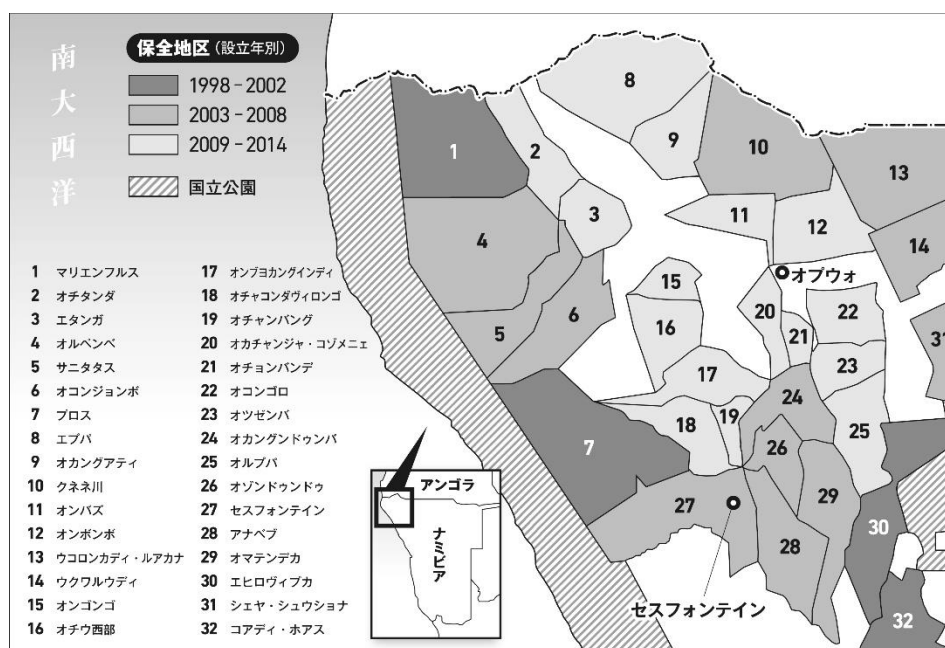 南大西洋
保全地区（設立年別）
1998－2002
2003－2008
2009－2014
国立公園
1 マリエンフルス
2 オチタンダ
3 エタンガ
4 オルペンベ
5 サニタタス
6 オコンジョンボ
7 プロス
8 エプパ
9 オカングアティ
10 クネネ川
11 オンバズ
12 オンボンボ
13 ウコロンカディ・ルアカナ
14 ウクワルウディ
15 オンゴンゴ
16 オチウ西部
17 オンブヨカングインディ
18 オチャコンダヴィロンゴ
19 オチャンバング
20 オカチャンジャ・コゾメニェ
21 オチョンバンデ
22 オコンゴロ
23 オツゼンバ
24 オカングンドゥンバ
25 オルプパ
26 オゾンドゥンドゥ
27 セスフォンテイン
28 アナベブ
29 オマテンデカ
30 エヒロヴィプカ
31 シェヤ・シュウショナ
32 コアディ・ホアス
8
9
10
1
2
13
3
11
12
4
14
オプウォ
15
20
22
5
6
16
21
31
23
17
24
18
19
25
7
26
27
29
30
28
セスフォンテイン
32
アンゴラ
ナミビア